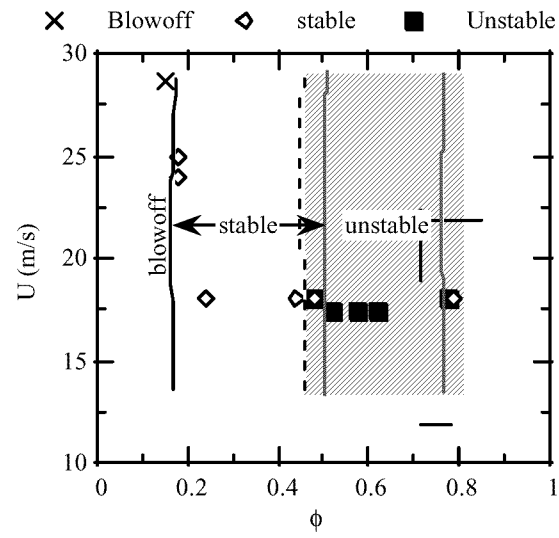 Blowoff stable Unstable
30
25
20
15
10
U (m/s)
blowoff
stable
unstable
0 0.2 0.4 0.6 0.8 1
ϕ